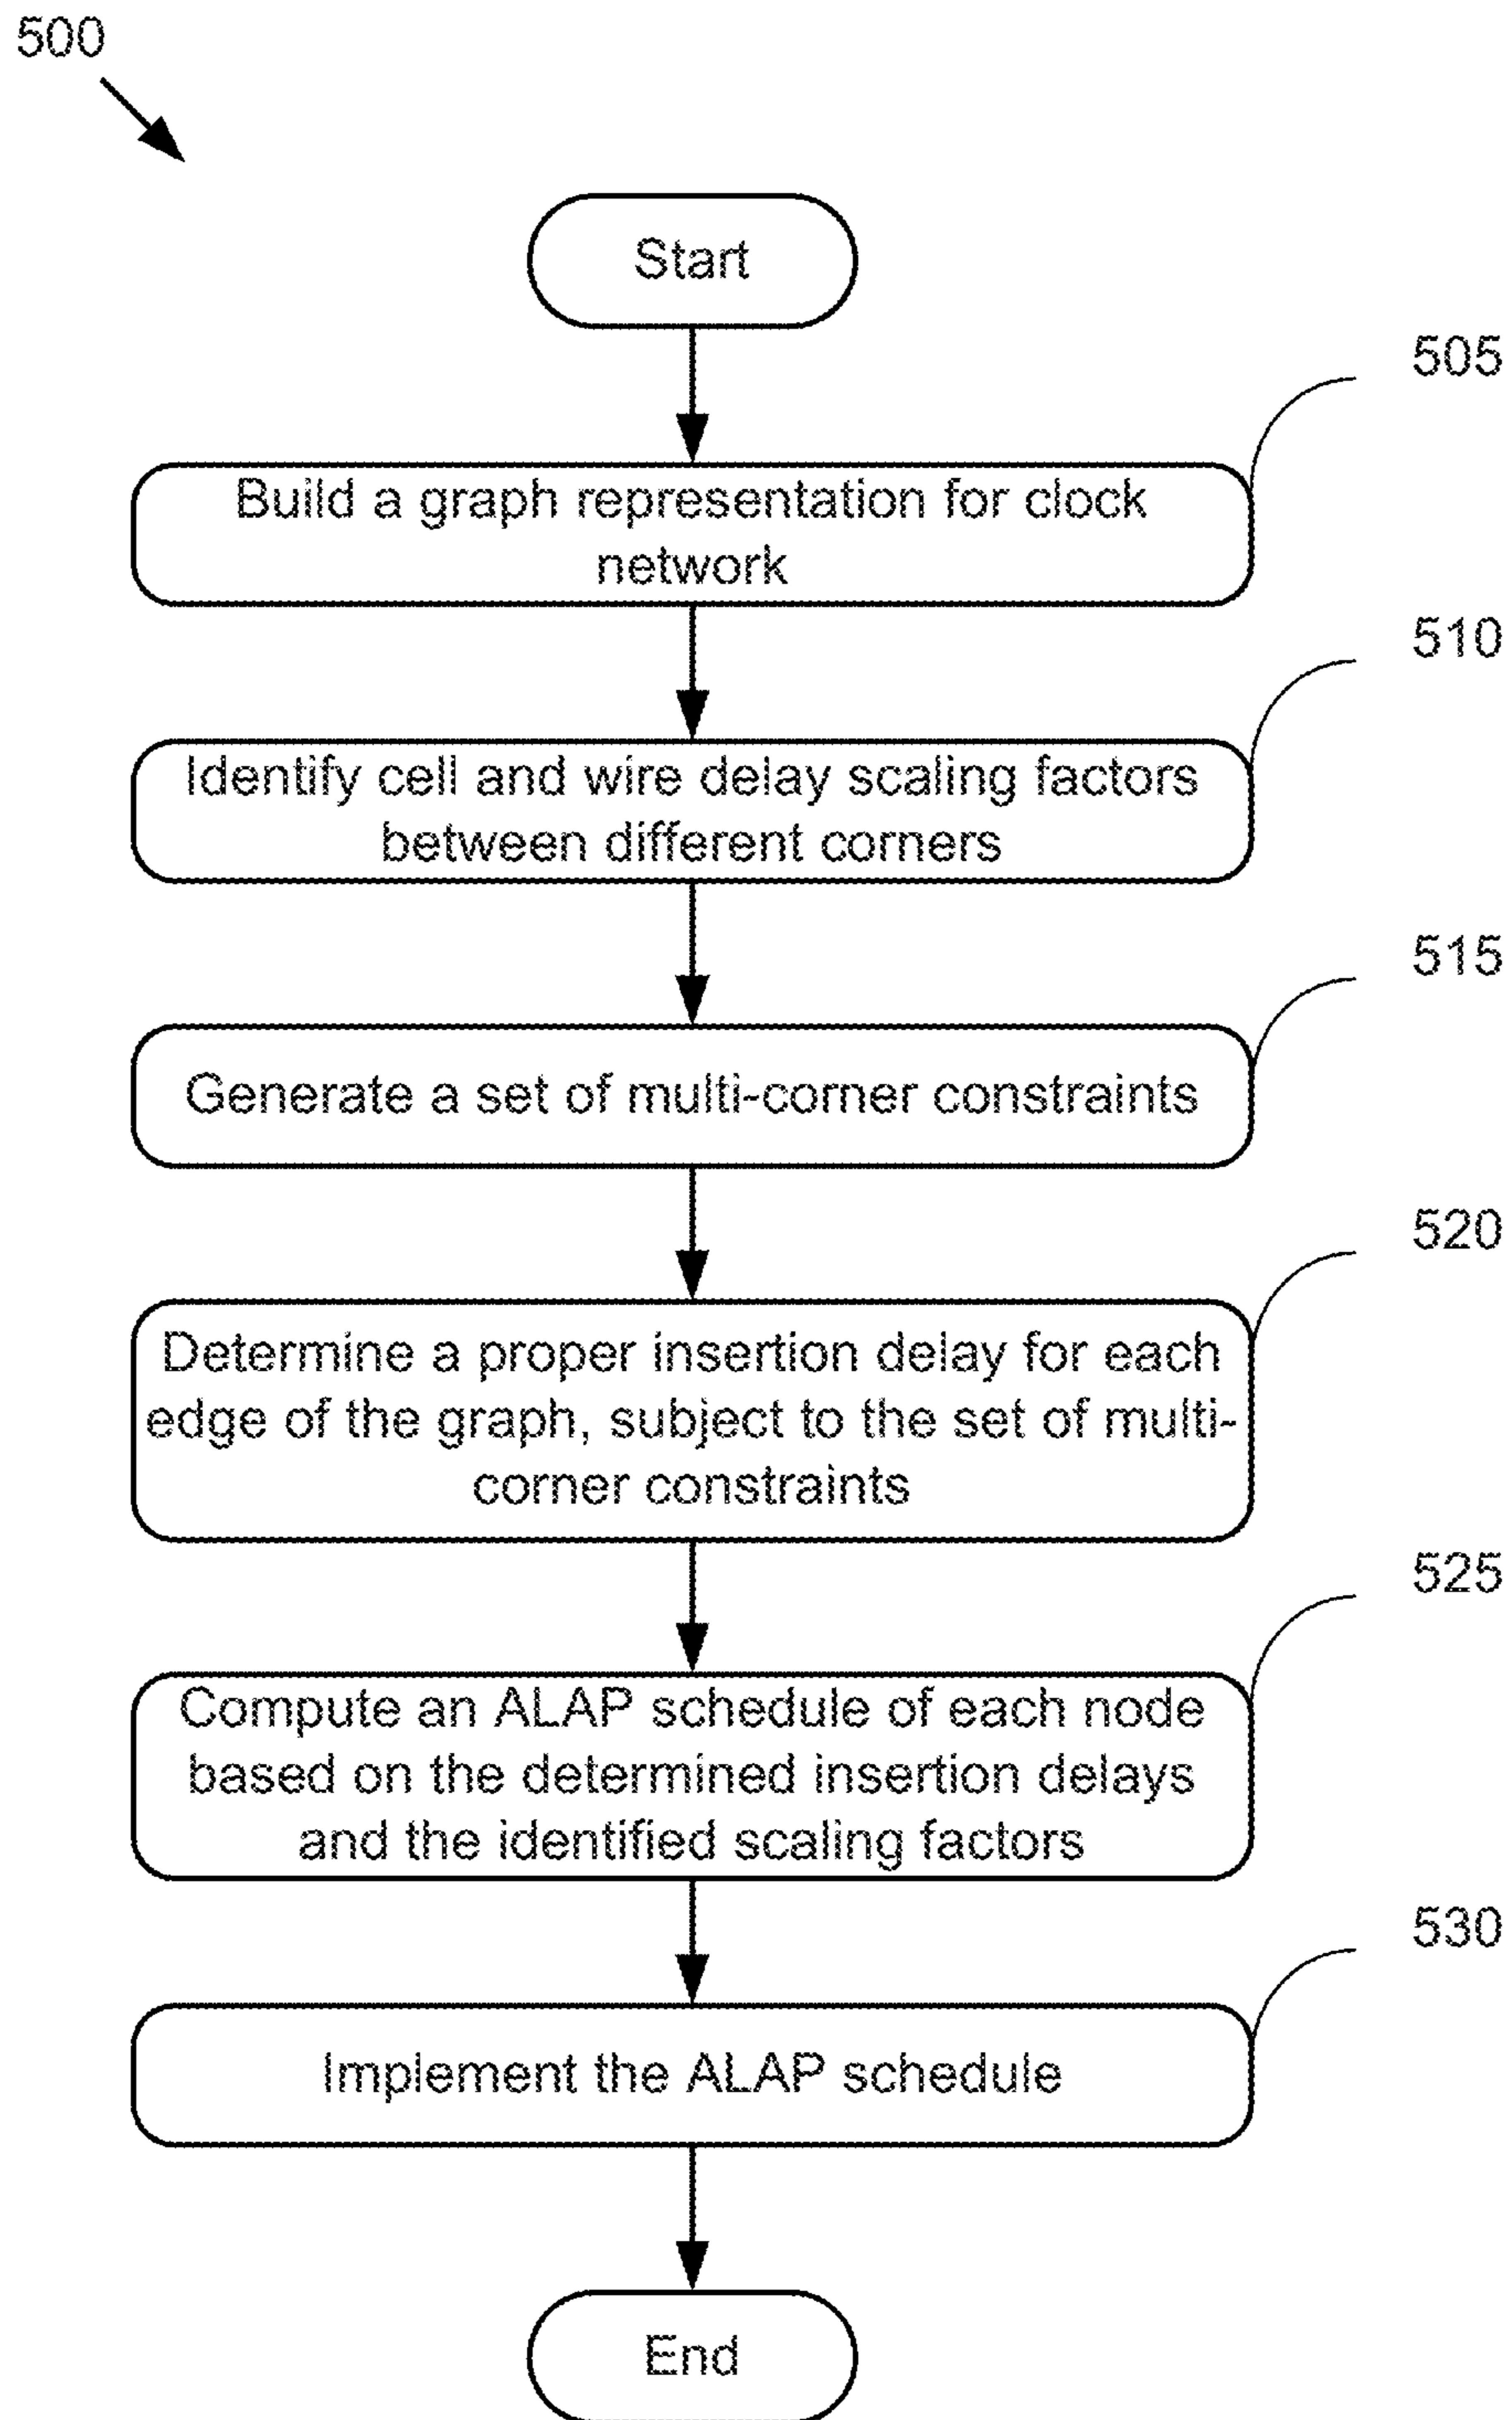 500
Start
505
Build a graph representation for clock
network
510
Identify cell and wire delay scaling factors
between different corners
515
Generate a set of multi-corner constraints
520
Determine a proper insertion delay for each
edge of the graph, subject to the set of multi-
corner constraints
525
Compute an ALAP schedule of each node
based on the determined insertion delays
and the identified scaling factors
530
Implement the ALAP schedule
End